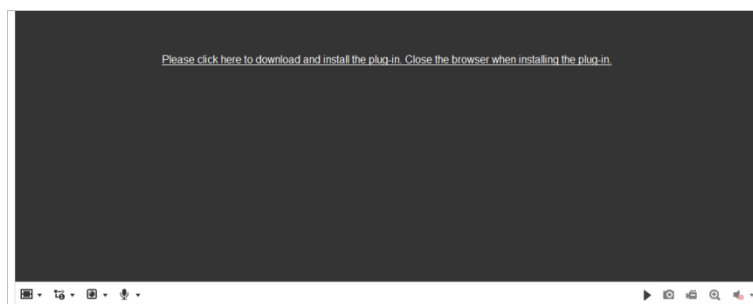 Please click here to download and install the plug-in. Close the browser when installing the plug-in.